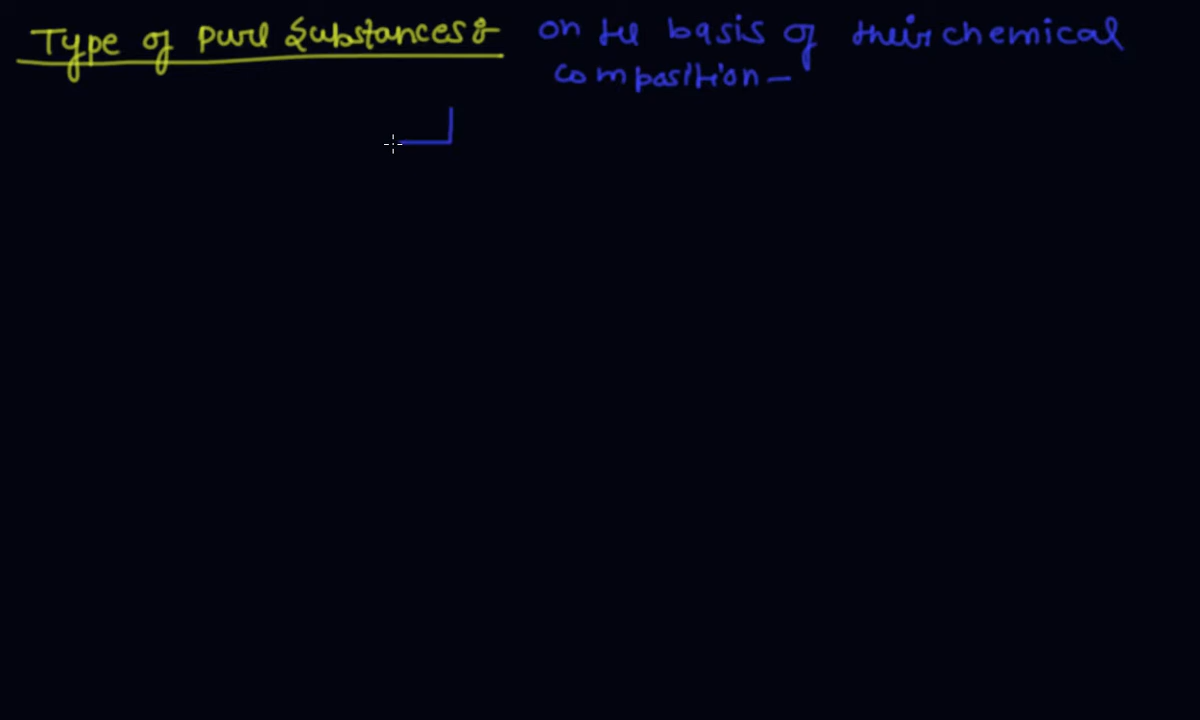 Type of pure Substances :- on the basis of their chemical
composition -